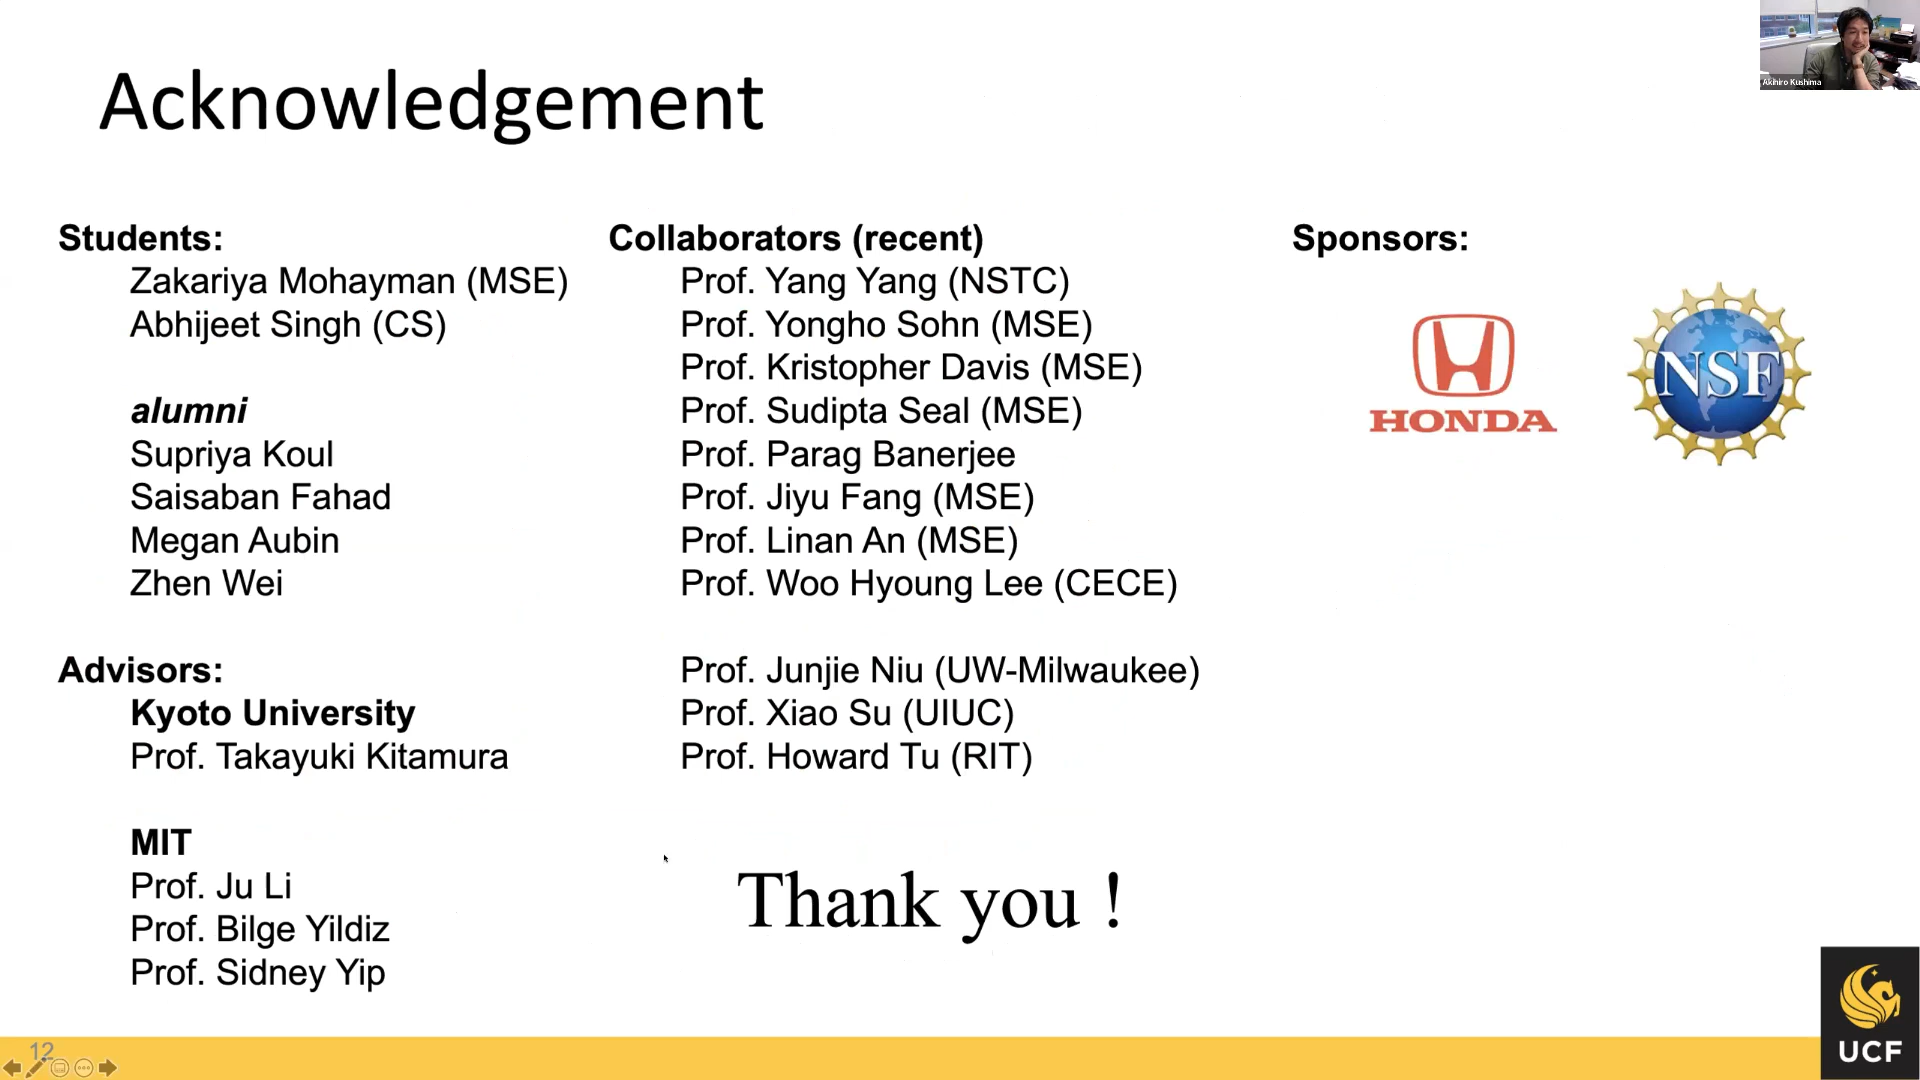 Acknowledgement
Akihiro Kushima
Students:
Zakariya Mohayman (MSE)
Abhijeet Singh (CS)
alumni
Supriya Koul
Saisaban Fahad
Megan Aubin
Zhen Wei
Advisors:
Kyoto University
Prof. Takayuki Kitamura
MIT
Prof. Ju Li
Prof. Bilge Yildiz
Prof. Sidney Yip
Collaborators (recent)
Prof. Yang Yang (NSTC)
Prof. Yongho Sohn (MSE)
Prof. Kristopher Davis (MSE)
Prof. Sudipta Seal (MSE)
Prof. Parag Banerjee
Prof. Jiyu Fang (MSE)
Prof. Linan An (MSE)
Prof. Woo Hyoung Lee (CECE)
Prof. Junjie Niu (UW-Milwaukee)
Prof. Xiao Su (UIUC)
Prof. Howard Tu (RIT)
Thank you !
Sponsors:
HONDA
NSF
12
UCF